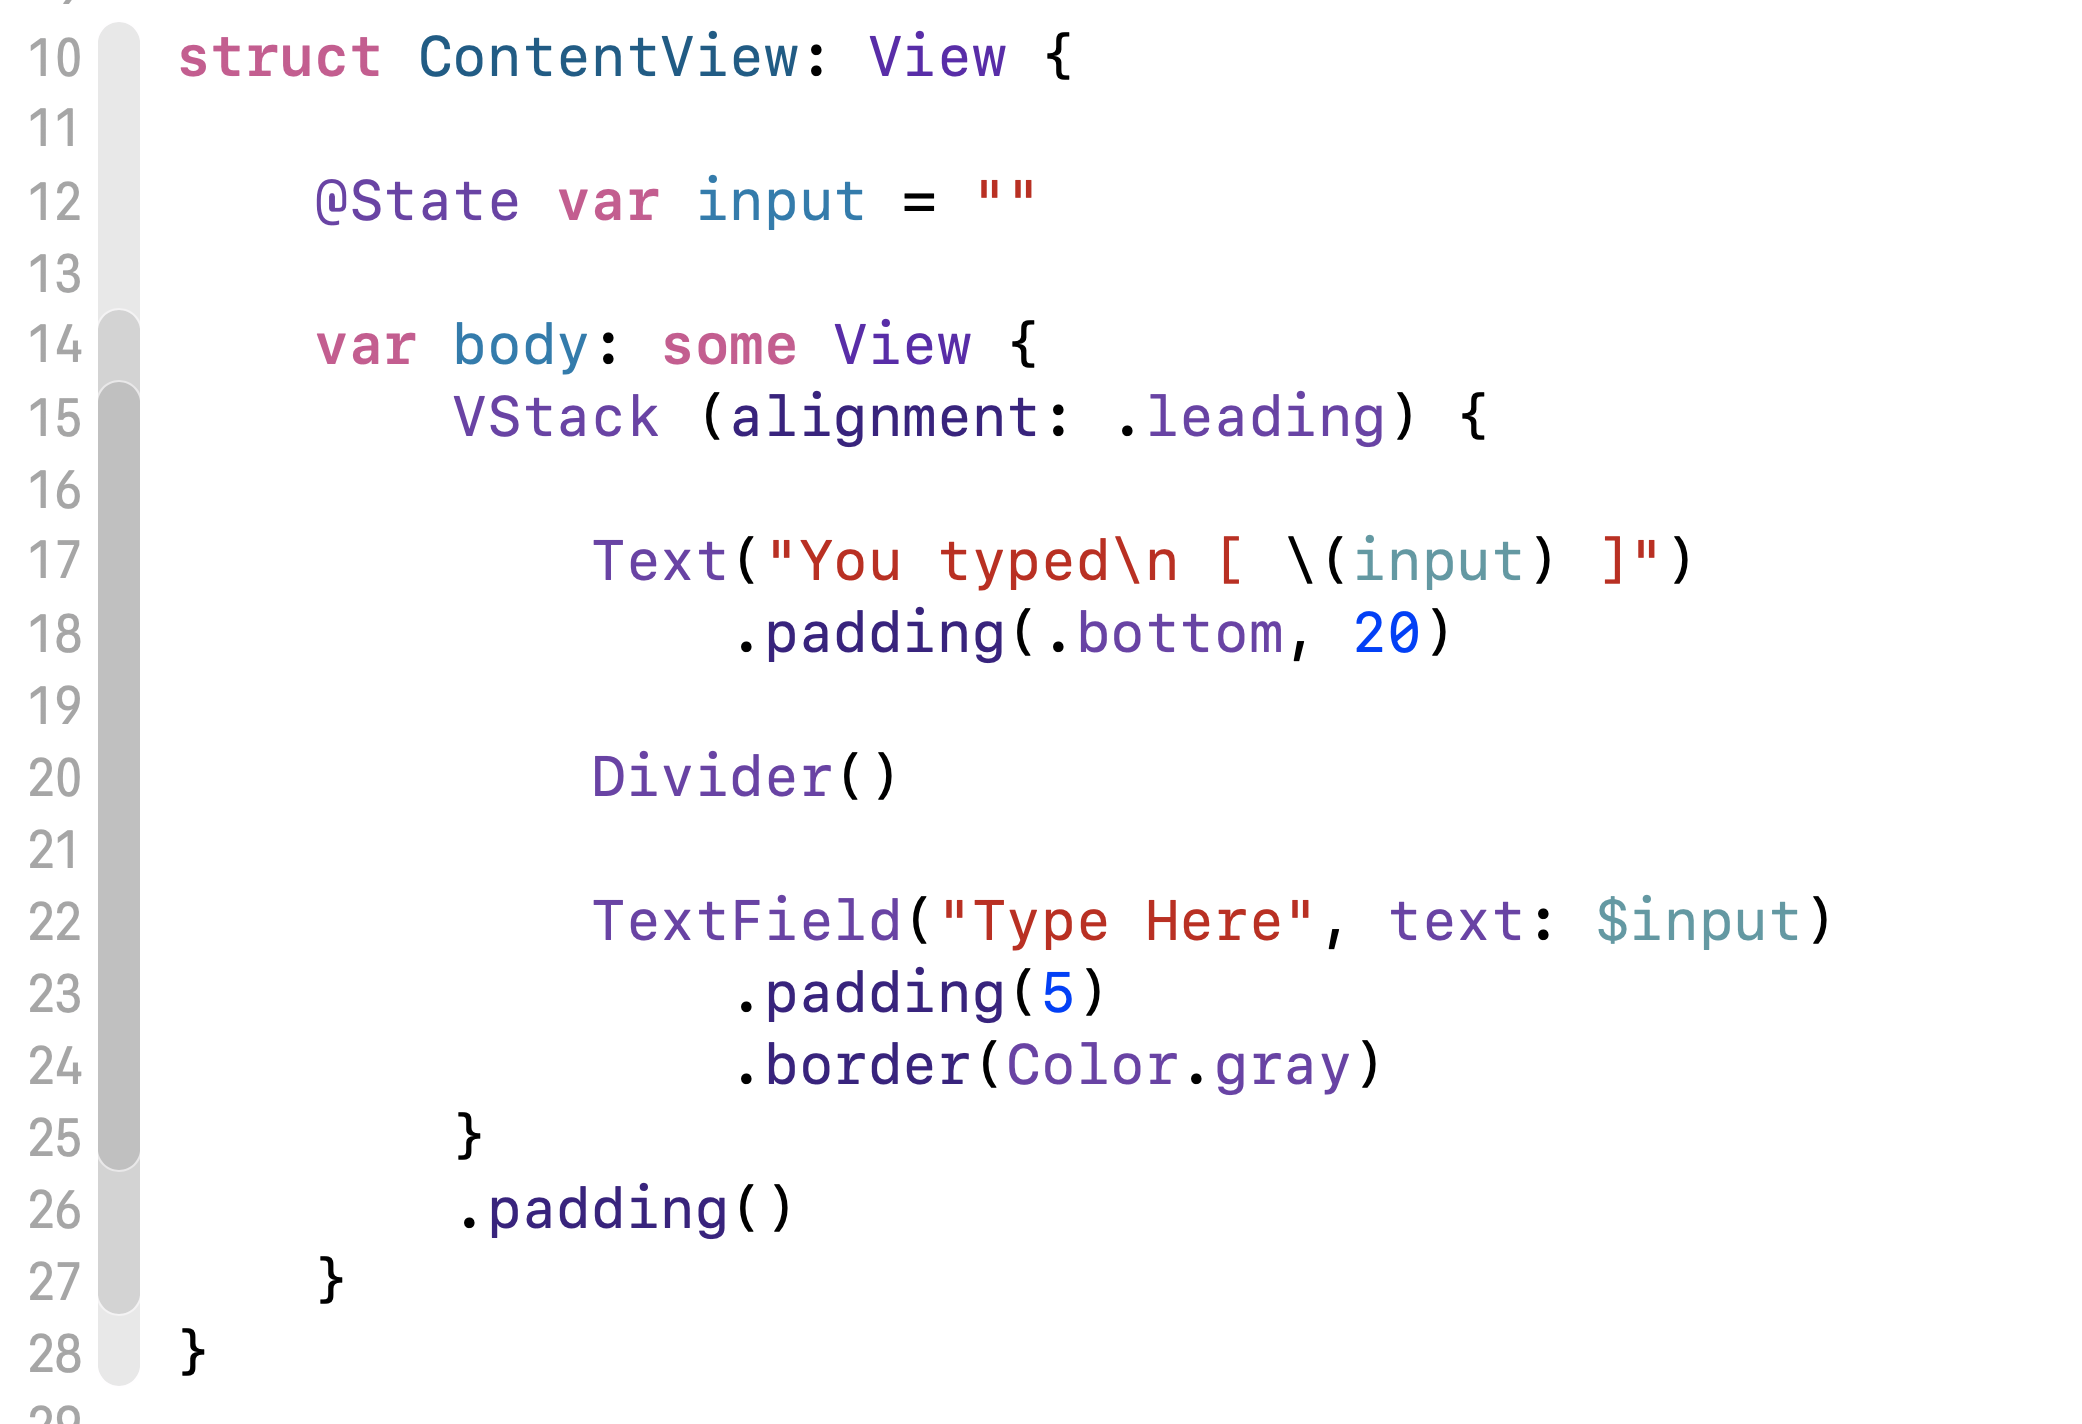 10 struct ContentView: View {
11
12     @State var input = ""
13
14     var body: some View {
15         VStack (alignment: .leading) {
16
17             Text("You typed\n [ \(input) ]")
18                 .padding(.bottom, 20)
19
20             Divider()
21
22             TextField("Type Here", text: $input)
23                 .padding(5)
24                 .border(Color.gray)
25         }
26         .padding()
27     }
28 }
29